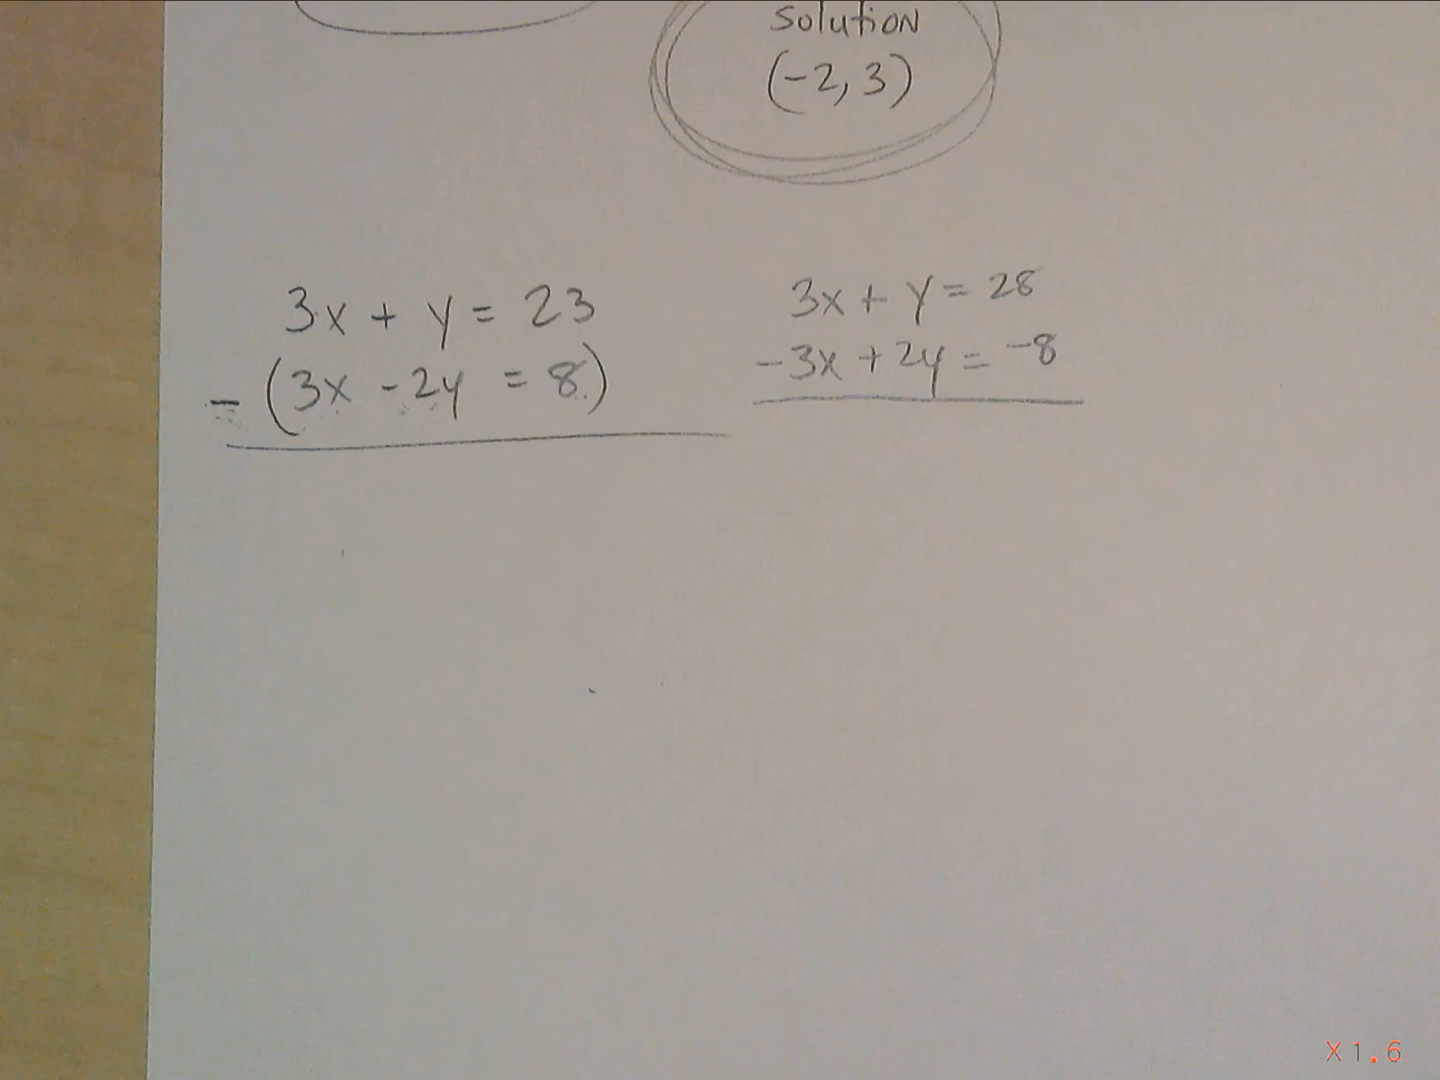 Solution
(-2, 3)
3x + y = 23
- (3x - 2y = 8)
3x + y = 28
-3x + 2y = -8
X1.6